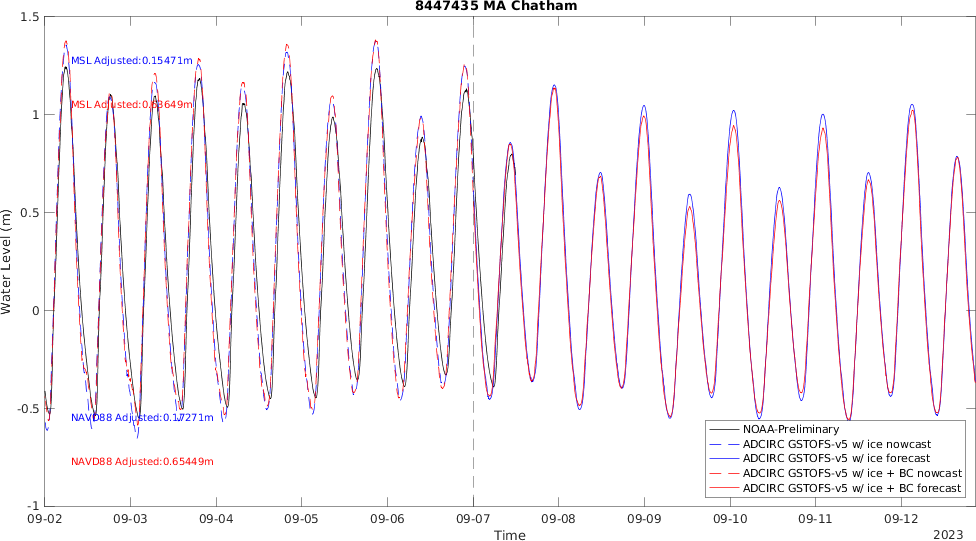 8447435 MA Chatham
1.5
1
0.5
0
-0.5
-1
Water Level (m)
MSL Adjusted:0.15471m
MSL Adjusted:0.63649m
NAVD88 Adjusted:0.17271m
NAVD88 Adjusted:0.65449m
NOAA-Preliminary
ADCIRC GSTOFS-v5 w/ ice nowcast
ADCIRC GSTOFS-v5 w/ ice forecast
ADCIRC GSTOFS-v5 w/ ice + BC nowcast
ADCIRC GSTOFS-v5 w/ ice + BC forecast
09-02 09-03 09-04 09-05 09-06 09-07 09-08 09-09 09-10 09-11 09-12
Time
2023